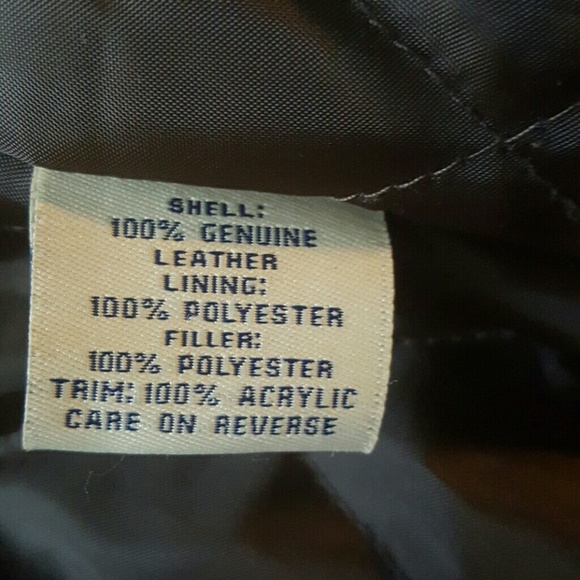 SHELL:
100% GENUINE
LEATHER
LINING:
100% POLYESTER
FILLER:
100% POLYESTER
TRIM: 100% ACRYLIC
CARE ON REVERSE